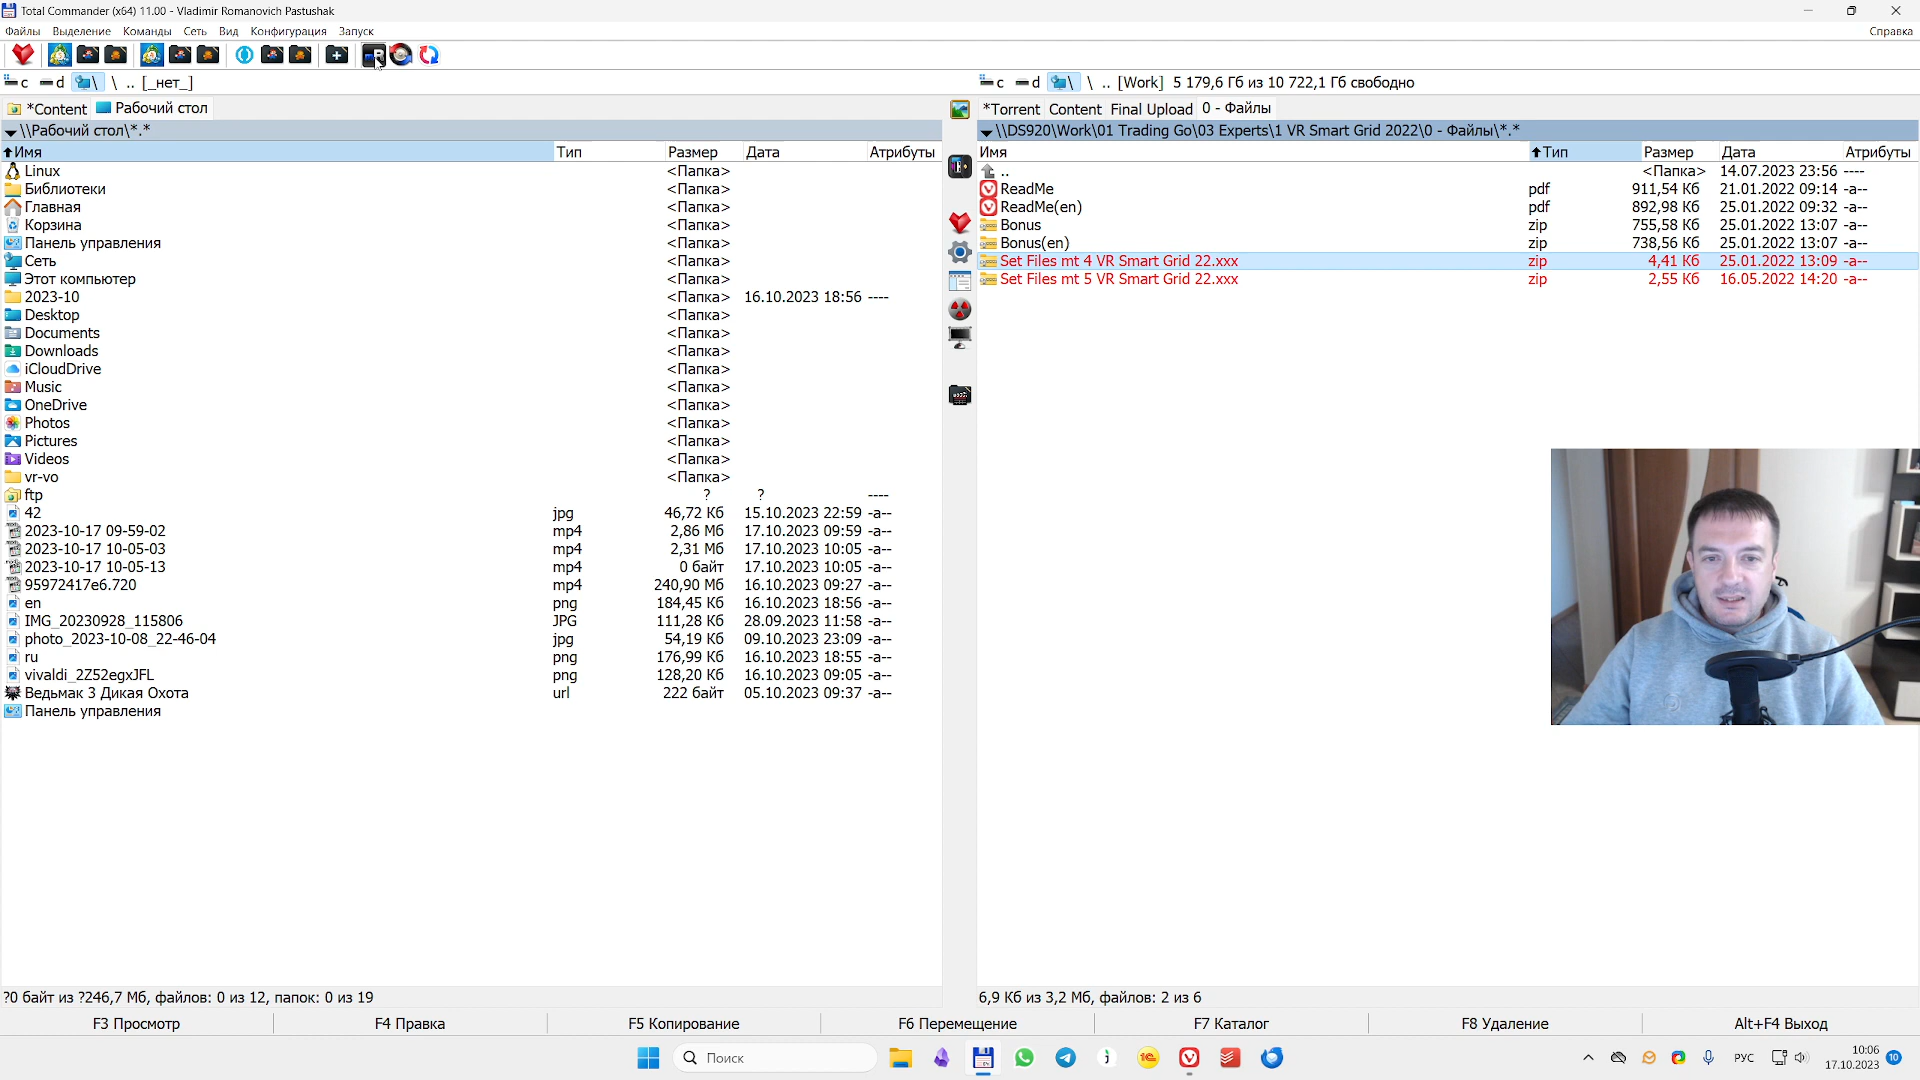 Total Commander (x64) 11.00 - Vladimir Romanovich Pastushak
Файлы Выделение Команды Сеть Вид Конфигурация Запуск Справка
c d \ \ .. [_нет_]
c d \ \ .. [Work] 5 179,6 Гб из 10 722,1 Гб свободно
*Content Рабочий стол
*Torrent Content Final Upload 0 - Файлы
\\Рабочий стол\*.*
\\DS920\Work\01 Trading Go\03 Experts\1 VR Smart Grid 2022\0 - Файлы\*.*
Имя Тип Размер Дата Атрибуты
Linux <Папка>
Библиотеки <Папка>
Главная <Папка>
Корзина <Папка>
Панель управления <Папка>
Сеть <Папка>
Этот компьютер <Папка>
2023-10 <Папка> 16.10.2023 18:56 ----
Desktop <Папка>
Documents <Папка>
Downloads <Папка>
iCloudDrive <Папка>
Music <Папка>
OneDrive <Папка>
Photos <Папка>
Pictures <Папка>
Videos <Папка>
vr-vo <Папка>
ftp ? ? ----
42 jpg 46,72 Кб 15.10.2023 22:59 -a--
2023-10-17 09-59-02 mp4 2,86 Мб 17.10.2023 09:59 -a--
2023-10-17 10-05-03 mp4 2,31 Мб 17.10.2023 10:05 -a--
2023-10-17 10-05-13 mp4 0 байт 17.10.2023 10:05 -a--
95972417e6.720 mp4 240,90 Мб 16.10.2023 09:27 -a--
en png 184,45 Кб 16.10.2023 18:56 -a--
IMG_20230928_115806 JPG 111,28 Кб 28.09.2023 11:58 -a--
photo_2023-10-08_22-46-04 jpg 54,19 Кб 09.10.2023 23:09 -a--
ru png 176,99 Кб 16.10.2023 18:55 -a--
vivaldi_2Z52egxJFL png 128,20 Кб 16.10.2023 09:05 -a--
Ведьмак 3 Дикая Охота url 222 байт 05.10.2023 09:37 -a--
Панель управления
Имя Тип Размер Дата Атрибуты
.. <Папка> 14.07.2023 23:56 ----
ReadMe pdf 911,54 Кб 21.01.2022 09:14 -a--
ReadMe(en) pdf 892,98 Кб 25.01.2022 09:32 -a--
Bonus zip 755,58 Кб 25.01.2022 13:07 -a--
Bonus(en) zip 738,56 Кб 25.01.2022 13:07 -a--
Set Files mt 4 VR Smart Grid 22.xxx zip 4,41 Кб 25.01.2022 13:09 -a--
Set Files mt 5 VR Smart Grid 22.xxx zip 2,55 Кб 16.05.2022 14:20 -a--
?0 байт из ?246,7 Мб, файлов: 0 из 12, папок: 0 из 19
6,9 Кб из 3,2 Мб, файлов: 2 из 6
F3 Просмотр F4 Правка F5 Копирование F6 Перемещение F7 Каталог F8 Удаление Alt+F4 Выход
Поиск
РУС
10:06
17.10.2023
10